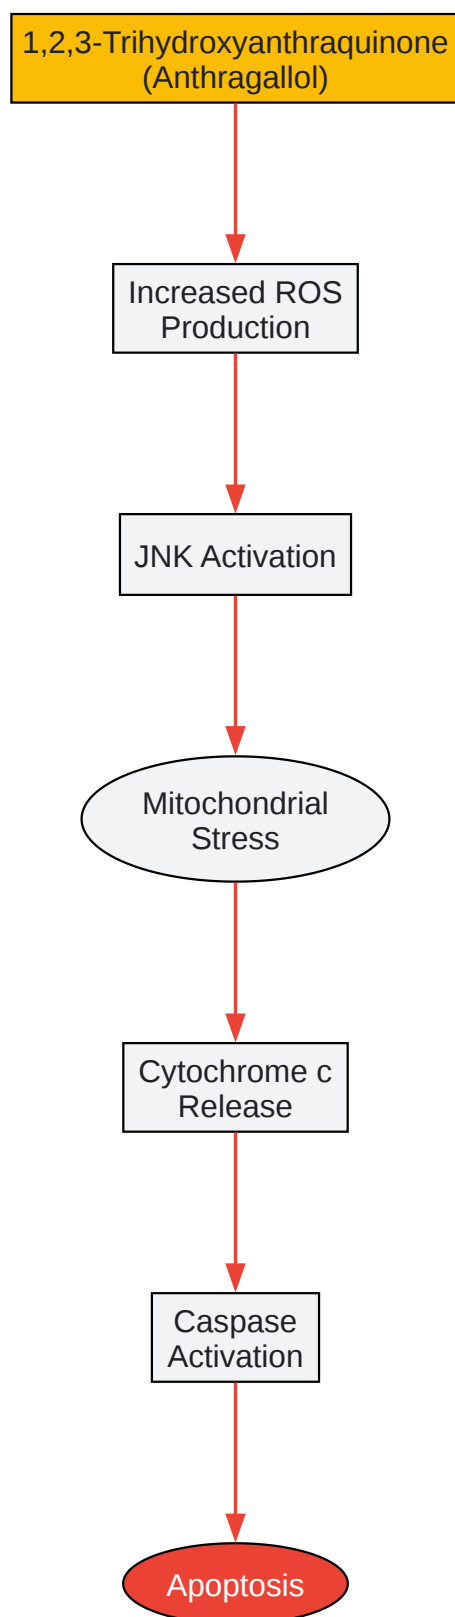 1,2,3-Trihydroxyanthraquinone
(Anthragallol)
Increased ROS
Production
JNK Activation
Mitochondrial
Stress
Cytochrome c
Release
Caspase
Activation
Apoptosis